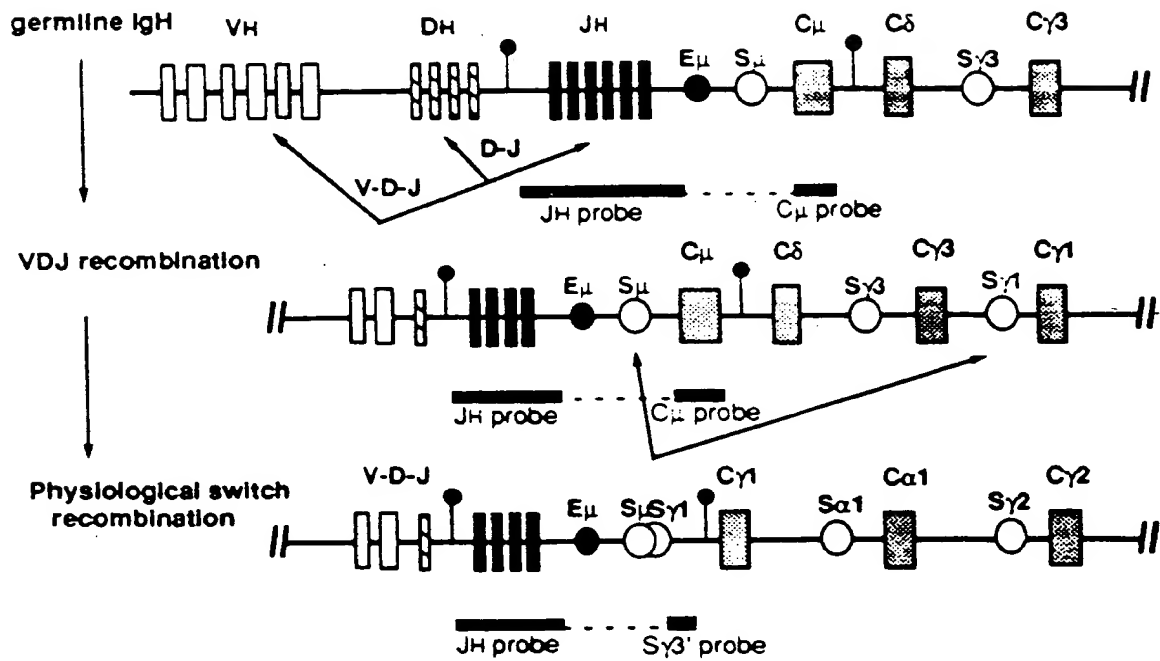 germline IgH
VH DH JH Eμ Sμ Cμ Cδ Sγ3 Cγ3
D-J
V-D-J
JH probe Cμ probe
VDJ recombination
Eμ Sμ Cμ Cδ Sγ3 Cγ3 Sγ1 Cγ1
JH probe Cμ probe
Physiological switch
recombination
V-D-J Eμ SμSγ1 Cγ1 Sα1 Cα1 Sγ2 Cγ2
JH probe Sγ3' probe